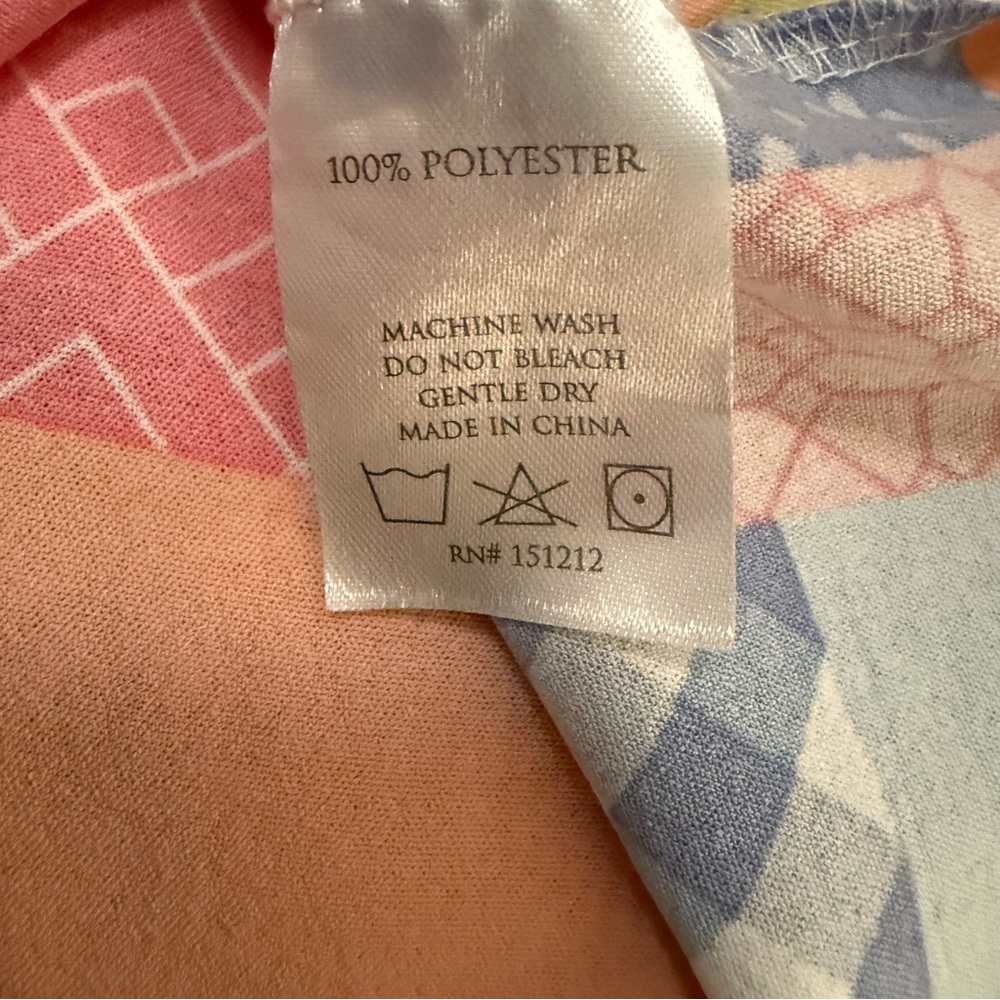 100% POLYESTER
MACHINE WASH
DO NOT BLEACH
GENTLE DRY
MADE IN CHINA
RN# 151212